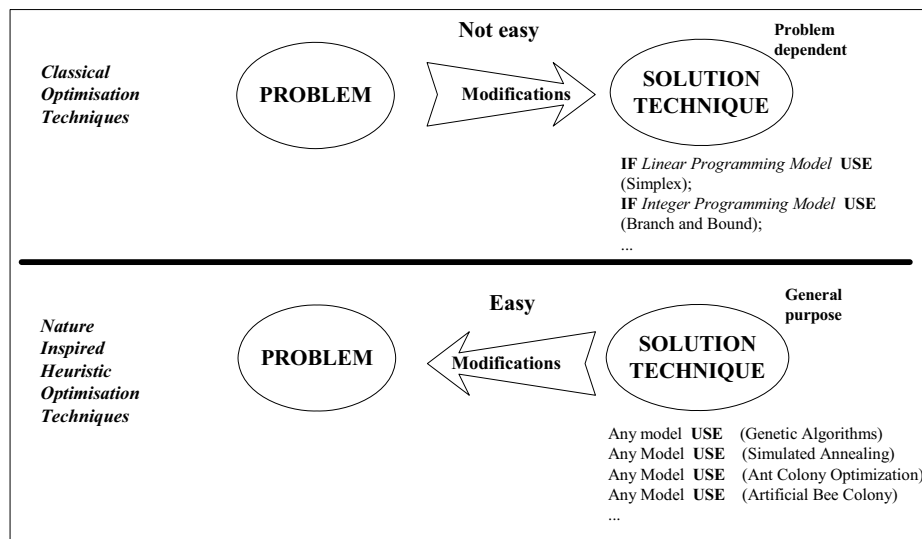 Not easy
Problem
dependent
Classical
Optimisation
Techniques
PROBLEM
Modifications
SOLUTION
TECHNIQUE
IF Linear Programming Model USE
(Simplex);
IF Integer Programming Model USE
(Branch and Bound);
...
Easy
General
purpose
Nature
Inspired
Heuristic
Optimisation
Techniques
PROBLEM
Modifications
SOLUTION
TECHNIQUE
Any model USE (Genetic Algorithms)
Any Model USE (Simulated Annealing)
Any Model USE (Ant Colony Optimization)
Any Model USE (Artificial Bee Colony)
...